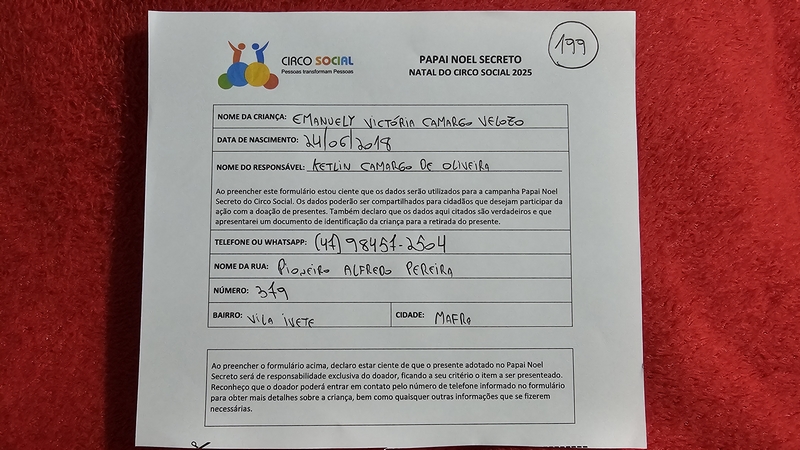 CIRCO SOCIAL
Pessoas transformam Pessoas
PAPAI NOEL SECRETO
NATAL DO CIRCO SOCIAL 2025
199
NOME DA CRIANÇA: EMANUELY VICTÓRIA CAMARGO VELOZO
DATA DE NASCIMENTO: 24/06/2018
NOME DO RESPONSÁVEL: KETLIN CAMARGO DE OLIVEIRA
Ao preencher este formulário estou ciente que os dados serão utilizados para a campanha Papai Noel
Secreto do Circo Social. Os dados poderão ser compartilhados para cidadãos que desejam participar da
ação com a doação de presentes. Também declaro que os dados aqui citados são verdadeiros e que
apresentarei um documento de identificação da criança para a retirada do presente.
TELEFONE OU WHATSAPP: (47) 98457-2504
NOME DA RUA: PIONEIRO ALFREDO PEREIRA
NÚMERO: 379
BAIRRO: VILA IVETE CIDADE: MAFRA
Ao preencher o formulário acima, declaro estar ciente de que o presente adotado no Papai Noel
Secreto será de responsabilidade exclusiva do doador, ficando a seu critério o item a ser presenteado.
Reconheço que o doador poderá entrar em contato pelo número de telefone informado no formulário
para obter mais detalhes sobre a criança, bem como quaisquer outras informações que se fizerem
necessárias.